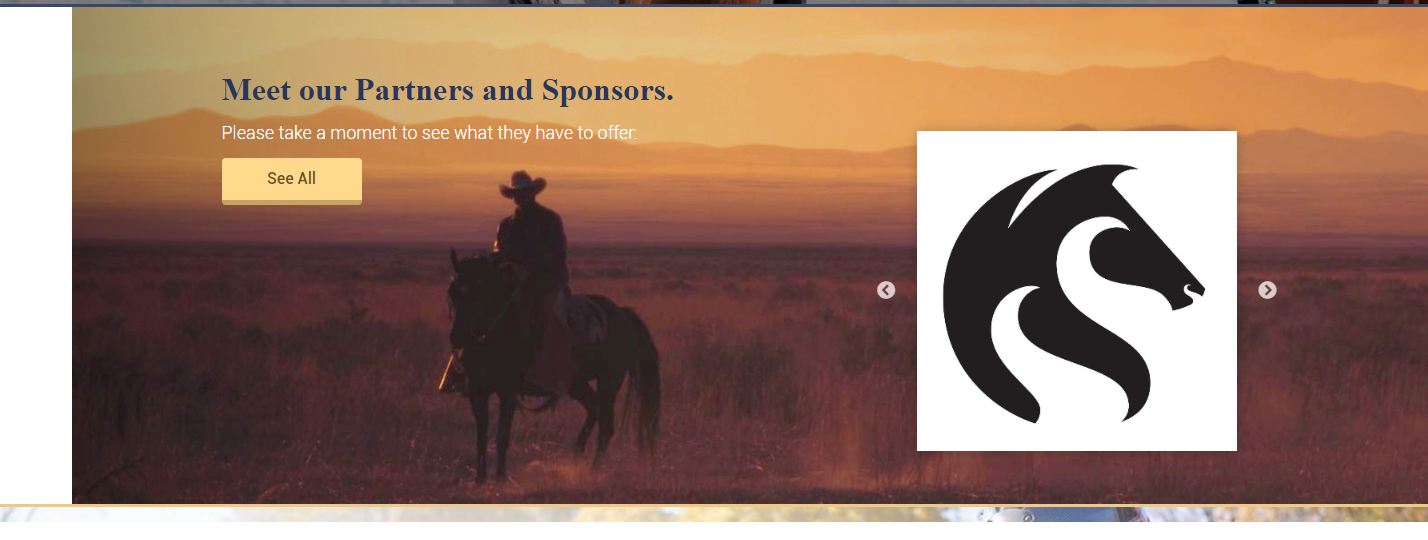 Meet our Partners and Sponsors.
Please take a moment to see what they have to offer:
See All